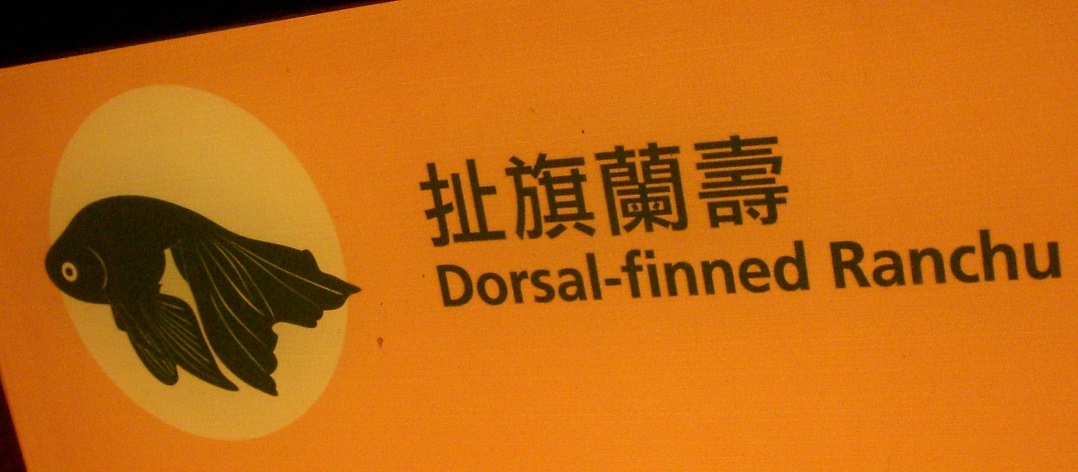 扯旗蘭壽
Dorsal-finned Ranchu